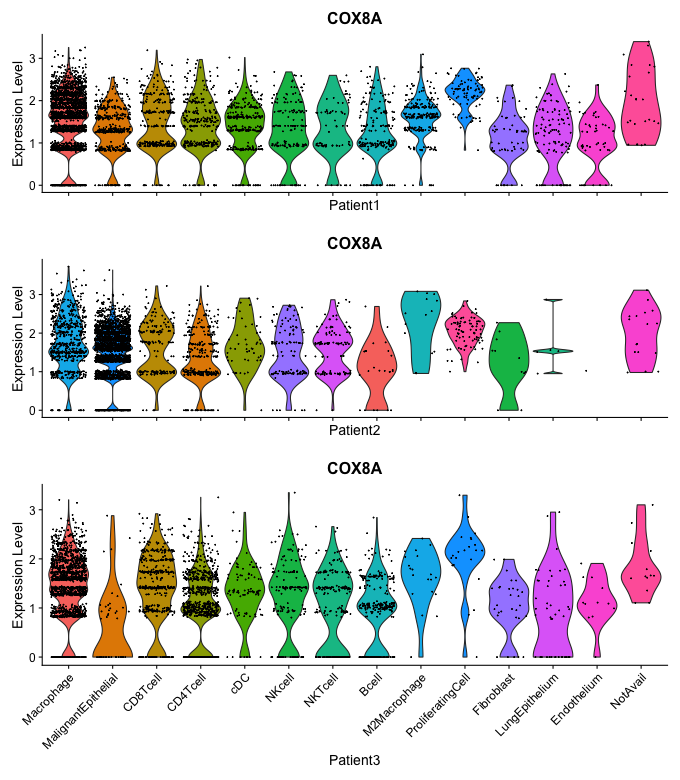 COX8A
Expression Level
3
2
1
0
Patient1
COX8A
Expression Level
3
2
1
0
Patient2
COX8A
Expression Level
3
2
1
0
Macrophage
MalignantEpithelial
CD8Tcell
CD4Tcell
cDC
NKcell
NKTcell
Bcell
M2Macrophage
ProliferatingCell
Fibroblast
LungEpithelium
Endothelium
NotAvail
Patient3